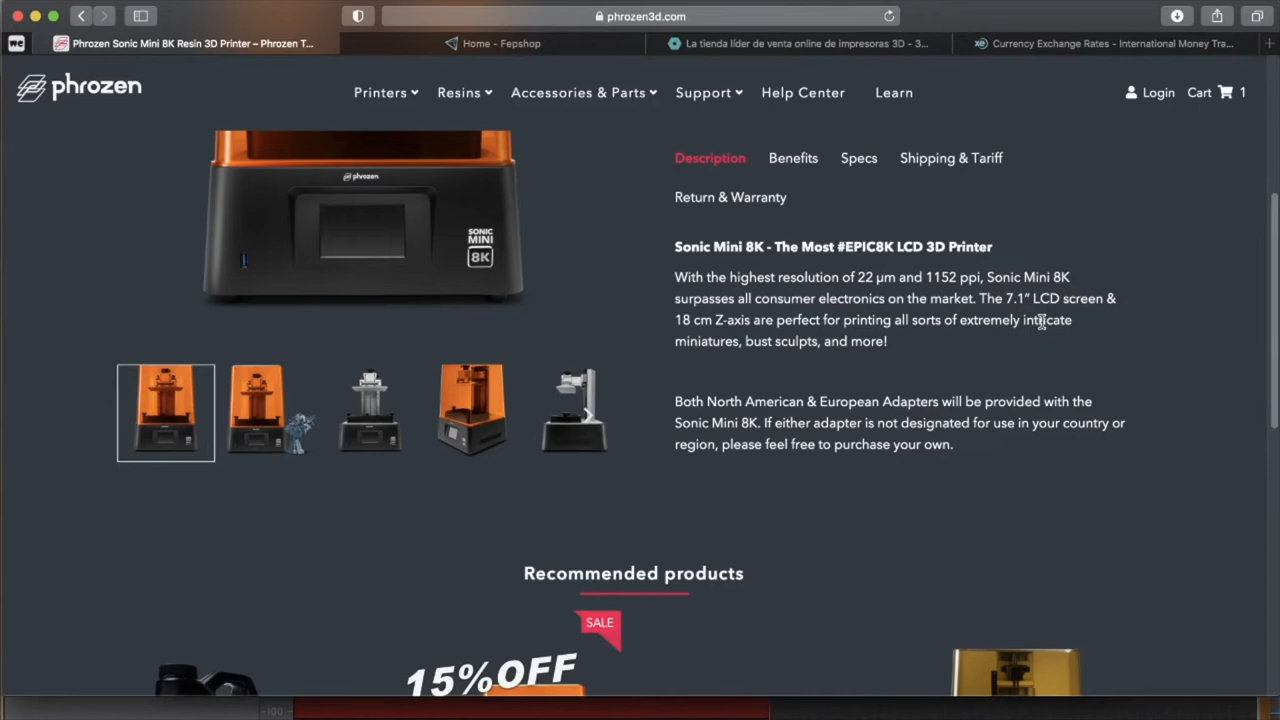 phrozen3d.com
wc
Phrozen Sonic Mini 8K Resin 3D Printer – Phrozen T...
Home - Fepshop
La tienda líder de venta online de impresoras 3D - 3...
xe
Currency Exchange Rates - International Money Tra...
phrozen
Printers
Resins
Accessories & Parts
Support
Help Center
Learn
Login
Cart
1
phrozen
SONIC
MINI
8K
Description
Benefits
Specs
Shipping & Tariff
Return & Warranty
Sonic Mini 8K - The Most #EPIC8K LCD 3D Printer
With the highest resolution of 22 μm and 1152 ppi, Sonic Mini 8K
surpasses all consumer electronics on the market. The 7.1” LCD screen &
18 cm Z-axis are perfect for printing all sorts of extremely intricate
miniatures, bust sculpts, and more!
Both North American & European Adapters will be provided with the
Sonic Mini 8K. If either adapter is not designated for use in your country or
region, please feel free to purchase your own.
Recommended products
SALE
15%OFF
-100